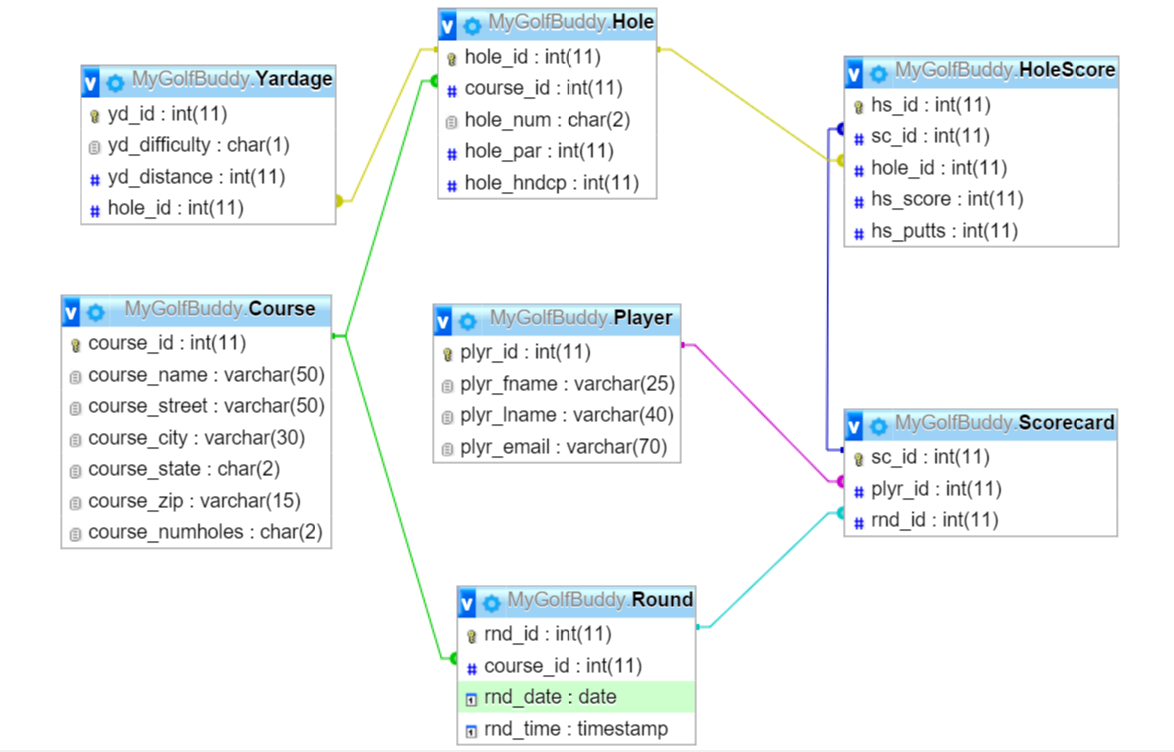 MyGolfBuddy.Yardage
yd_id : int(11)
yd_difficulty : char(1)
yd_distance : int(11)
hole_id : int(11)
MyGolfBuddy.Hole
hole_id : int(11)
course_id : int(11)
hole_num : char(2)
hole_par : int(11)
hole_hndcp : int(11)
MyGolfBuddy.HoleScore
hs_id : int(11)
sc_id : int(11)
hole_id : int(11)
hs_score : int(11)
hs_putts : int(11)
MyGolfBuddy.Course
course_id : int(11)
course_name : varchar(50)
course_street : varchar(50)
course_city : varchar(30)
course_state : char(2)
course_zip : varchar(15)
course_numholes : char(2)
MyGolfBuddy.Player
plyr_id : int(11)
plyr_fname : varchar(25)
plyr_lname : varchar(40)
plyr_email : varchar(70)
MyGolfBuddy.Scorecard
sc_id : int(11)
plyr_id : int(11)
rnd_id : int(11)
MyGolfBuddy.Round
rnd_id : int(11)
course_id : int(11)
rnd_date : date
rnd_time : timestamp